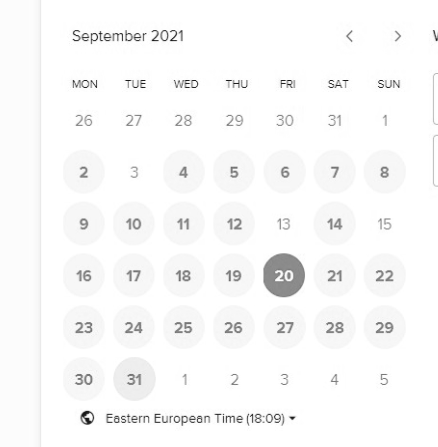 September 2021
MON TUE WED THU FRI SAT SUN
26 27 28 29 30 31 1
2 3 4 5 6 7 8
9 10 11 12 13 14 15
16 17 18 19 20 21 22
23 24 25 26 27 28 29
30 31 1 2 3 4 5
Eastern European Time (18:09)